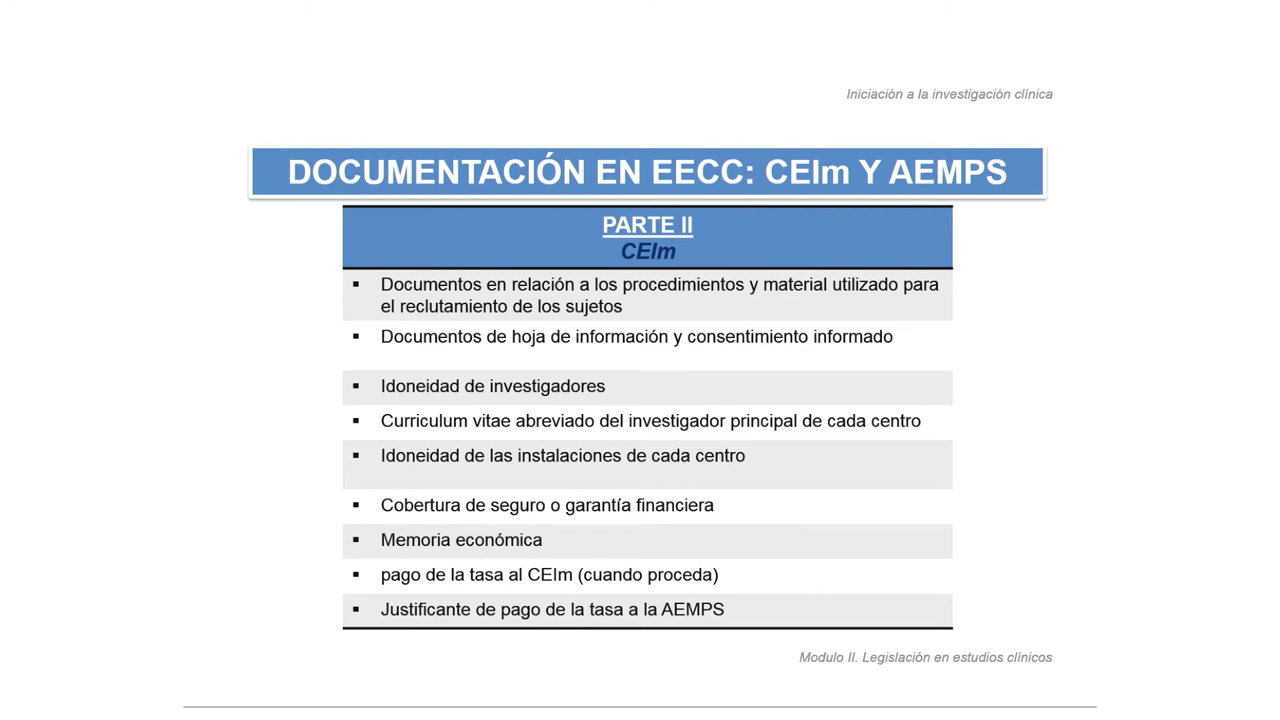 Iniciación a la investigación clínica
DOCUMENTACIÓN EN EECC: CEIm Y AEMPS
PARTE II
CEIm
▪ Documentos en relación a los procedimientos y material utilizado para
el reclutamiento de los sujetos
▪ Documentos de hoja de información y consentimiento informado
▪ Idoneidad de investigadores
▪ Curriculum vitae abreviado del investigador principal de cada centro
▪ Idoneidad de las instalaciones de cada centro
▪ Cobertura de seguro o garantía financiera
▪ Memoria económica
▪ pago de la tasa al CEIm (cuando proceda)
▪ Justificante de pago de la tasa a la AEMPS
Modulo II. Legislación en estudios clínicos